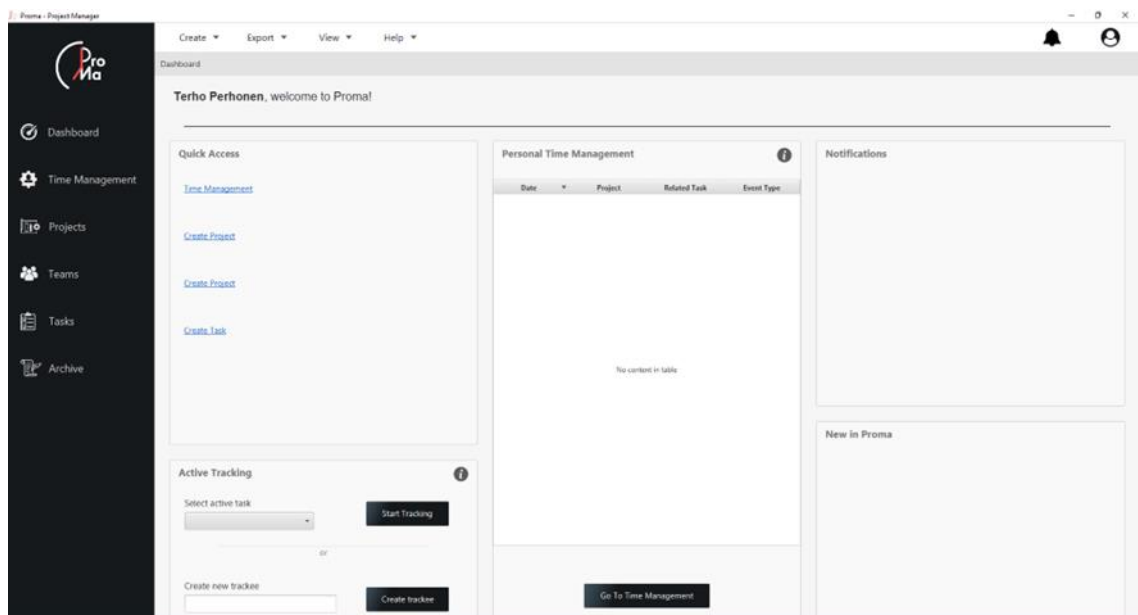 Proma - Project Manager
Pro
Ma
Create Export View Help
Dashboard
Terho Perhonen, welcome to Proma!
Dashboard
Time Management
Projects
Teams
Tasks
Archive
Quick Access
Time Management
Create Project
Create Project
Create Task
Active Tracking
Select active task
Start Tracking
or
Create new trackee
Create trackee
Personal Time Management
Date Project Related Task Event Type
No content in table
Go To Time Management
Notifications
New in Proma